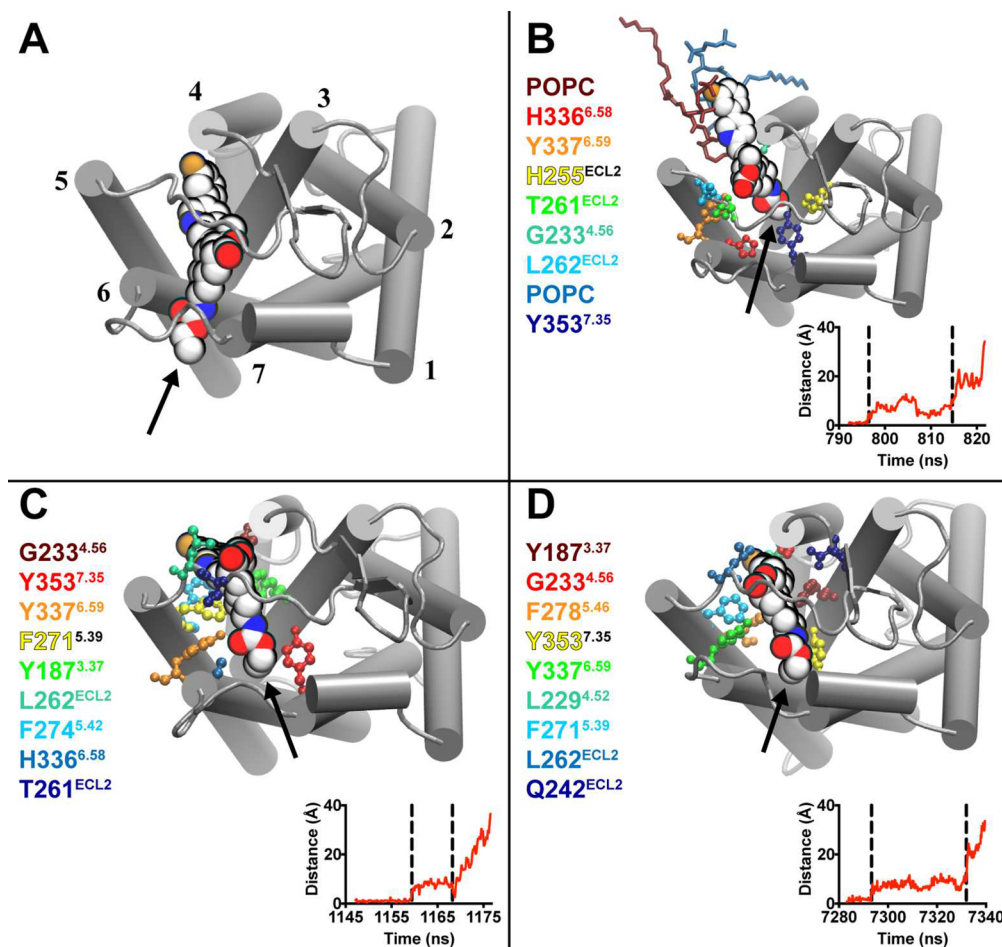 A
4
3
5
2
6
7
1
B
POPC
H336^6.58
Y337^6.59
H255^ECL2
T261^ECL2
G233^4.56
L262^ECL2
POPC
Y353^7.35
Distance (Å)
40
20
0
790 800 810 820
Time (ns)
C
G233^4.56
Y353^7.35
Y337^6.59
F271^5.39
Y187^3.37
L262^ECL2
F274^5.42
H336^6.58
T261^ECL2
Distance (Å)
40
20
0
1145 1155 1165 1175
Time (ns)
D
Y187^3.37
G233^4.56
F278^5.46
Y353^7.35
Y337^6.59
L229^4.52
F271^5.39
L262^ECL2
Q242^ECL2
Distance (Å)
40
20
0
7280 7300 7320 7340
Time (ns)